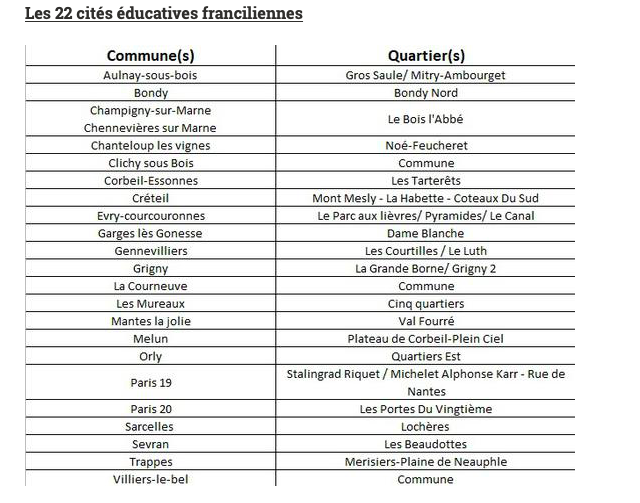 Les 22 cités éducatives franciliennes
Commune(s) Quartier(s)
Aulnay-sous-bois Gros Saule/ Mitry-Ambourget
Bondy Bondy Nord
Champigny-sur-Marne
Chennevières sur Marne Le Bois l'Abbé
Chanteloup les vignes Noé-Feucheret
Clichy sous Bois Commune
Corbeil-Essonnes Les Tarterêts
Créteil Mont Mesly - La Habette - Coteaux Du Sud
Evry-courcouronnes Le Parc aux lièvres/ Pyramides/ Le Canal
Garges lès Gonesse Dame Blanche
Gennevilliers Les Courtilles / Le Luth
Grigny La Grande Borne/ Grigny 2
La Courneuve Commune
Les Mureaux Cinq quartiers
Mantes la jolie Val Fourré
Melun Plateau de Corbeil-Plein Ciel
Orly Quartiers Est
Paris 19 Stalingrad Riquet / Michelet Alphonse Karr - Rue de
Nantes
Paris 20 Les Portes Du Vingtième
Sarcelles Lochères
Sevran Les Beaudottes
Trappes Merisiers-Plaine de Neauphle
Villiers-le-bel Commune